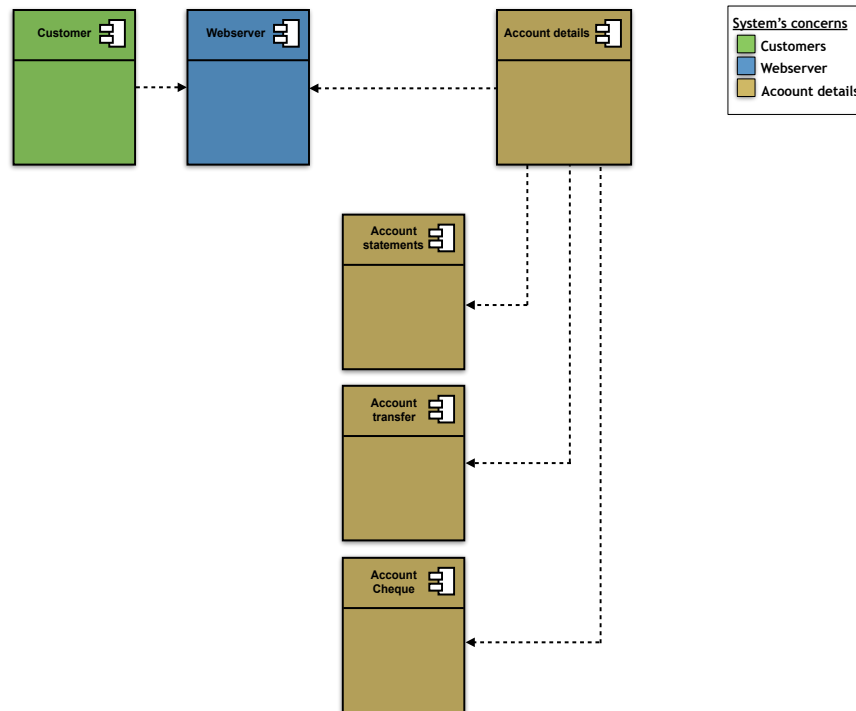 Customer
Webserver
Account details
System's concerns
Customers
Webserver
Acoount details
Account
statements
Account
transfer
Account
Cheque